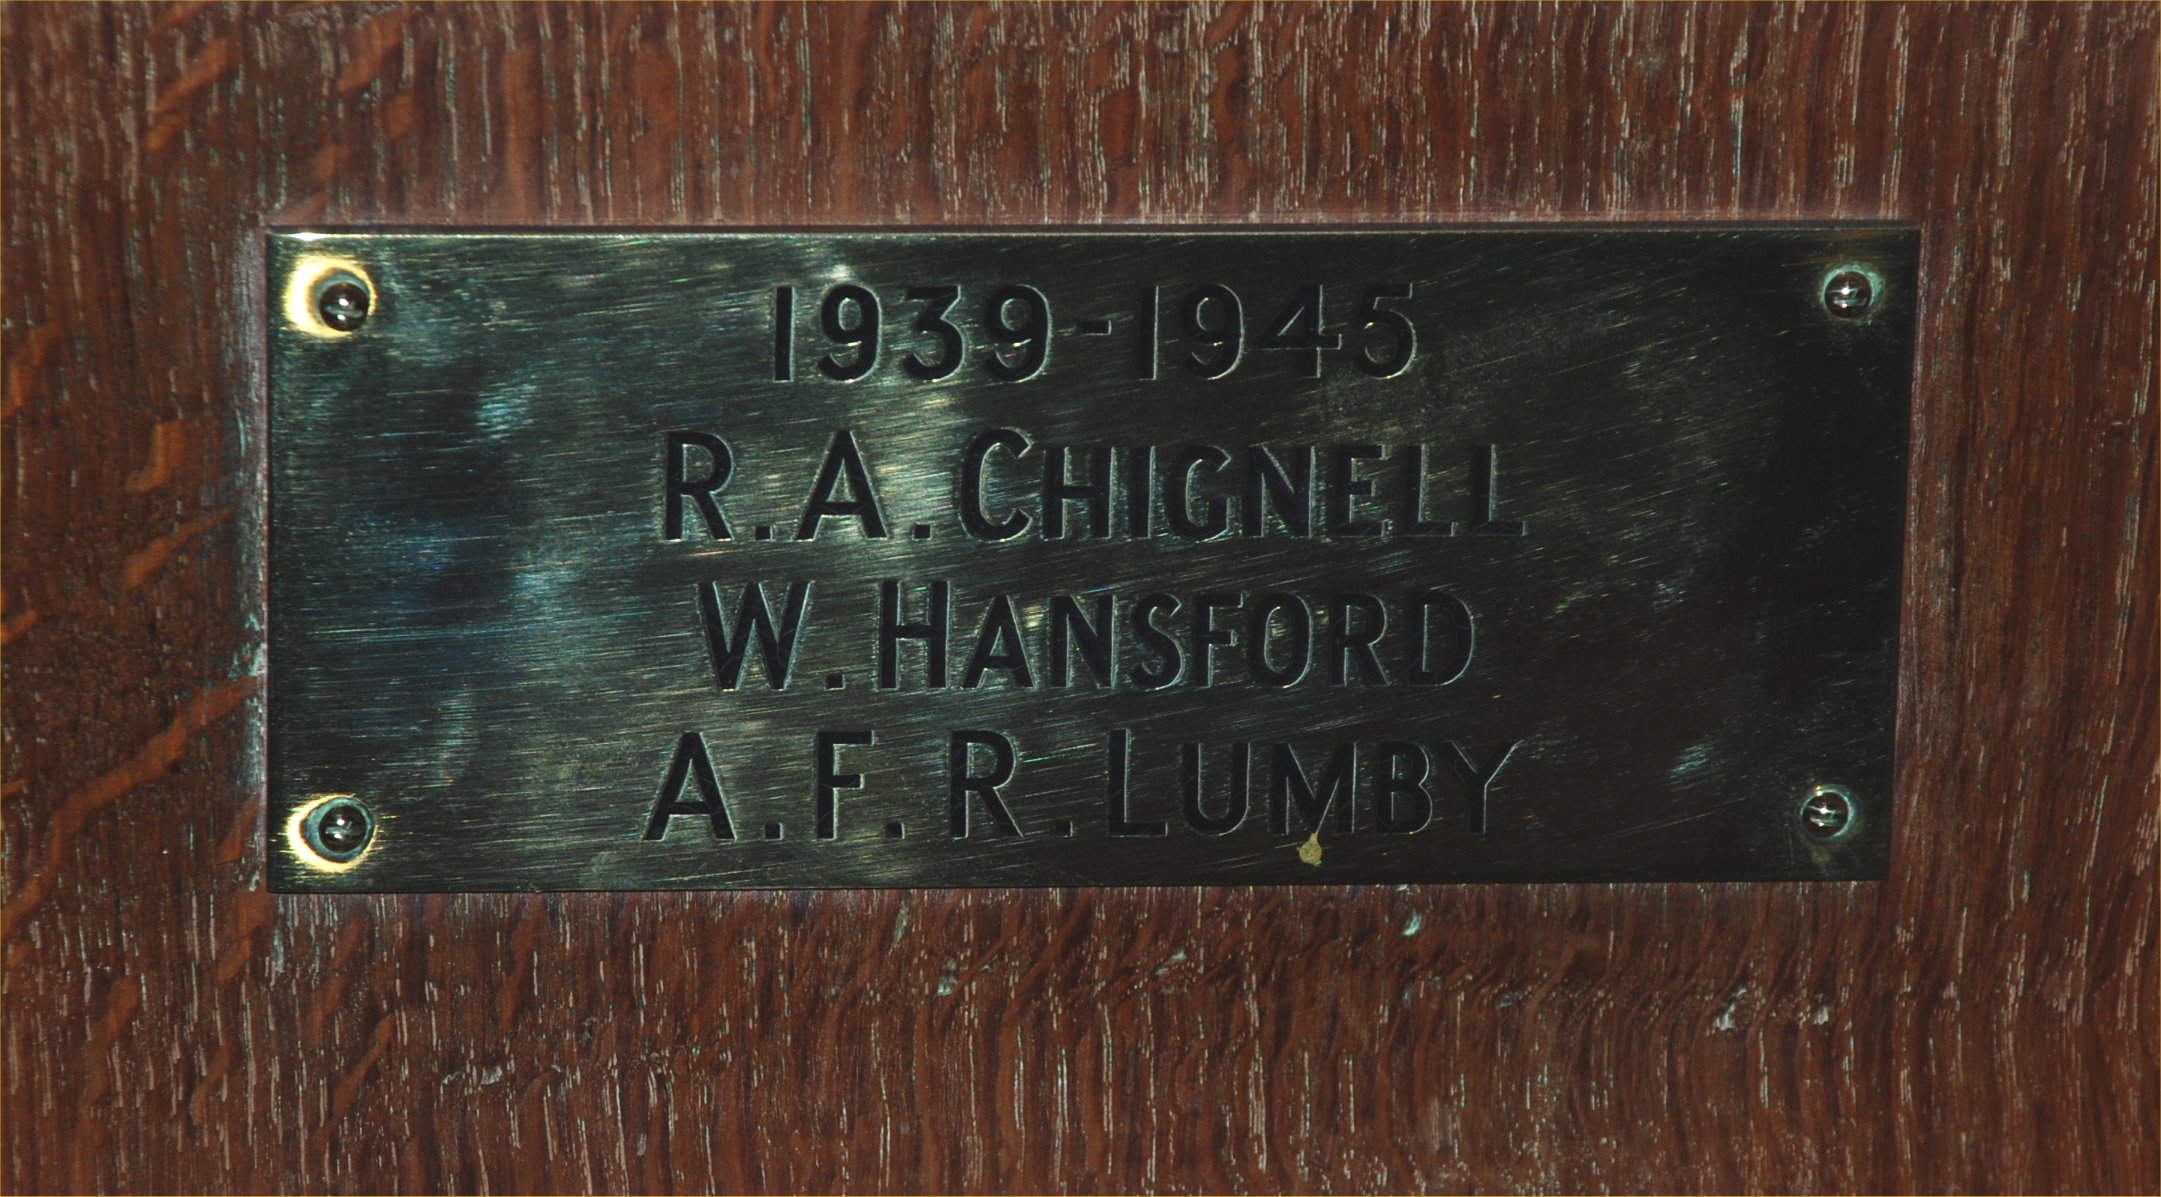 1939-1945
R.A. CHIGNELL
W. HANSFORD
A.F.R. LUMBY